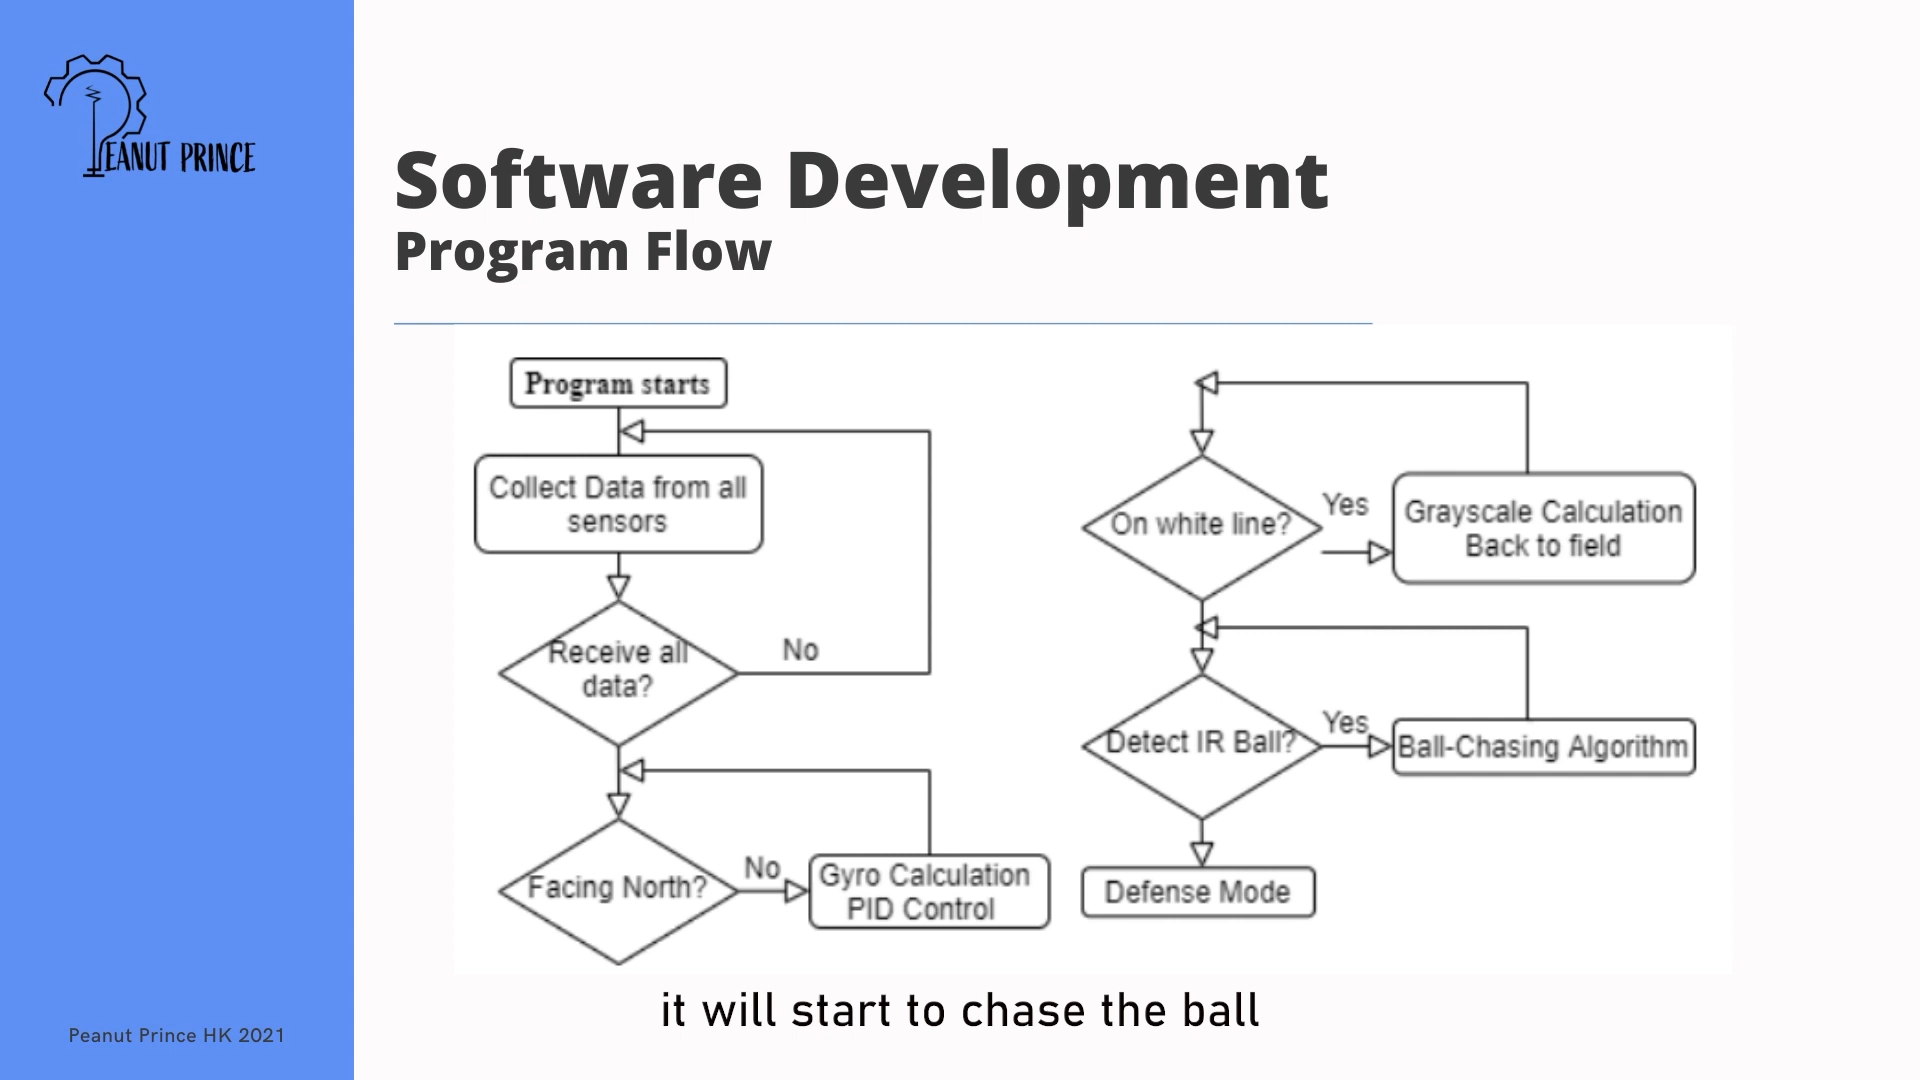 PEANUT PRINCE
Software Development
Program Flow
Program starts
Collect Data from all
sensors
Receive all
data?
No
Facing North?
No
Gyro Calculation
PID Control
On white line?
Yes
Grayscale Calculation
Back to field
Detect IR Ball?
Yes
Ball-Chasing Algorithm
Defense Mode
it will start to chase the ball
Peanut Prince HK 2021